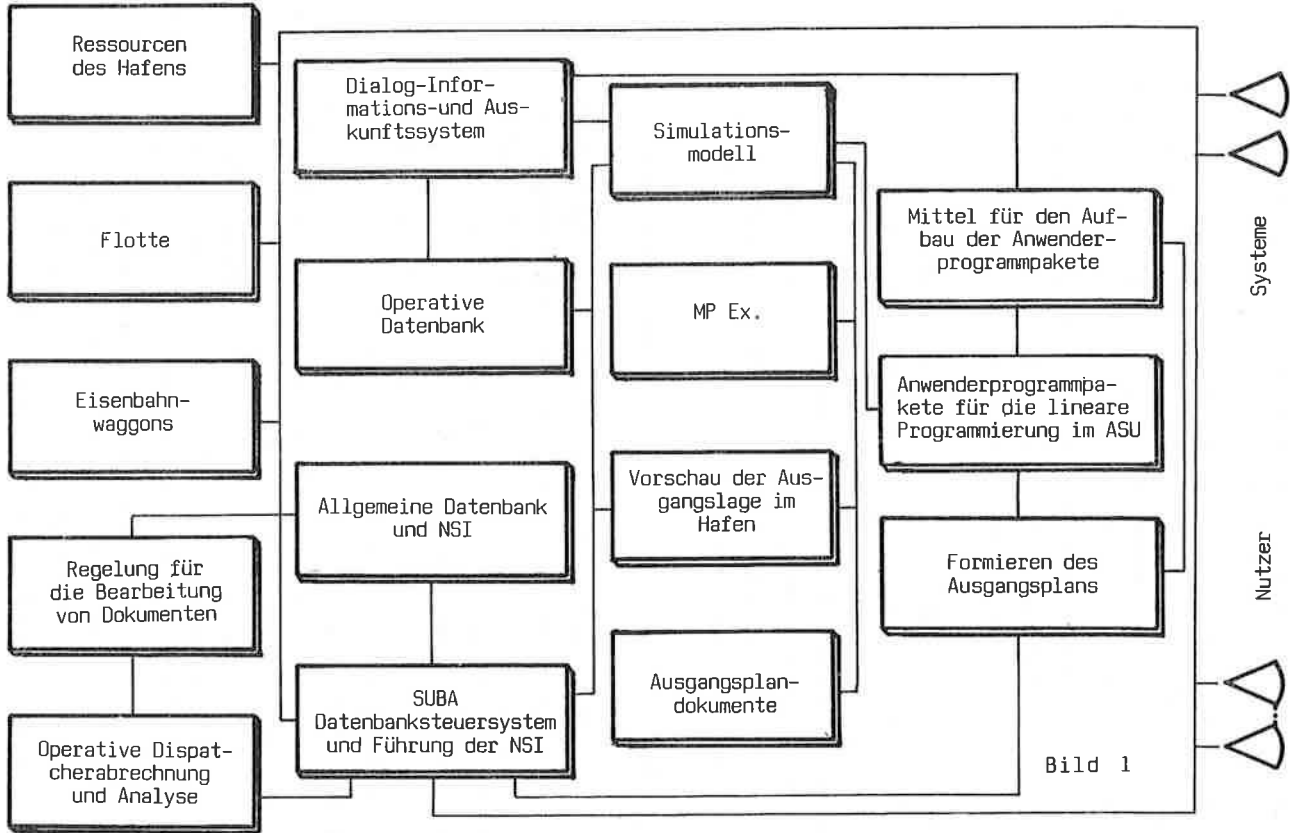 Ressourcen
des Hafens
Flotte
Eisenbahn-
waggons
Regelung für
die Bearbeitung
von Dokumenten
Operative Dispat-
cherabrechnung
und Analyse
Dialog-Infor-
mations-und Aus-
kunftssystem
Operative
Datenbank
Allgemeine Datenbank
und NSI
SUBA
Datenbanksteuersystem
und Führung der NSI
Simulations-
modell
MP Ex.
Vorschau der Aus-
gangslage im
Hafen
Ausgangsplan-
dokumente
Mittel für den Auf-
bau der Anwender-
programmpakete
Anwenderprogrammpa-
kete für die lineare
Programmierung im ASU
Formieren des
Ausgangsplans
Bild 1
Systeme
Nutzer